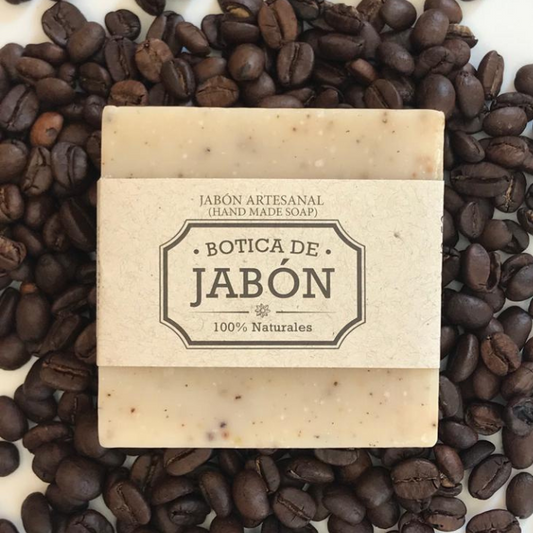 JABÓN ARTESANAL
(HAND MADE SOAP)
· BOTICA DE ·
JABÓN
100% Naturales